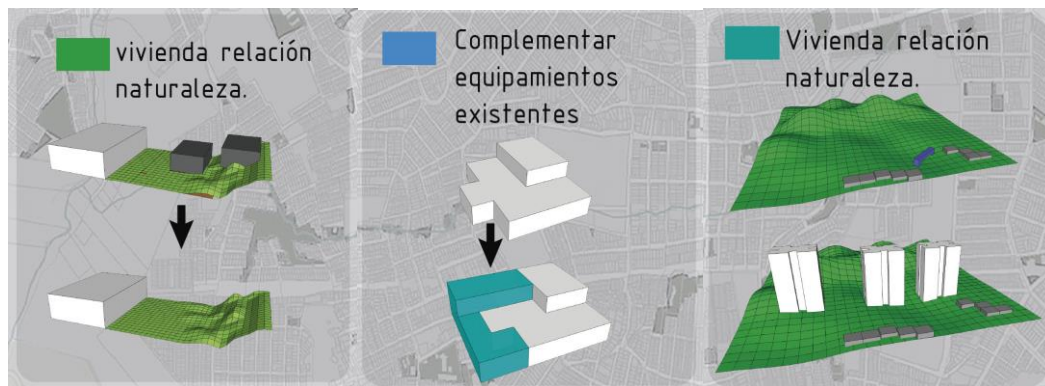 vivienda relación
naturaleza.
Complementar
equipamientos
existentes
Vivienda relación
naturaleza.